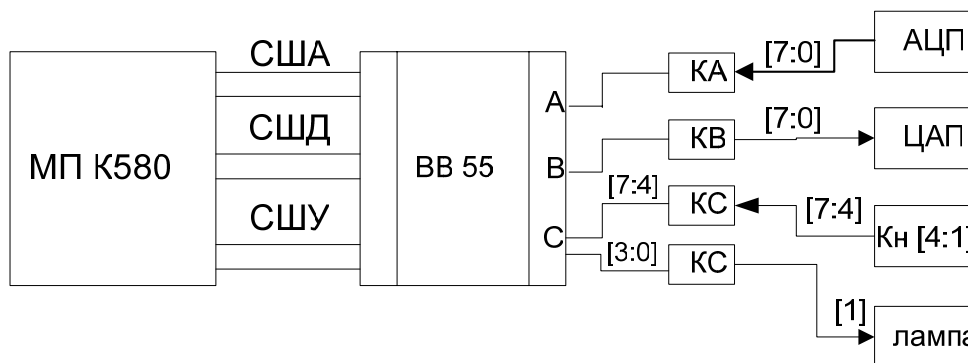 МП К580
США
СШД
СШУ
ВВ 55
A
B
C
[7:4]
[3:0]
КА
КВ
КС
КС
[7:0]
[7:0]
[7:4]
[1]
АЦП
ЦАП
Кн [4:1]
лампа